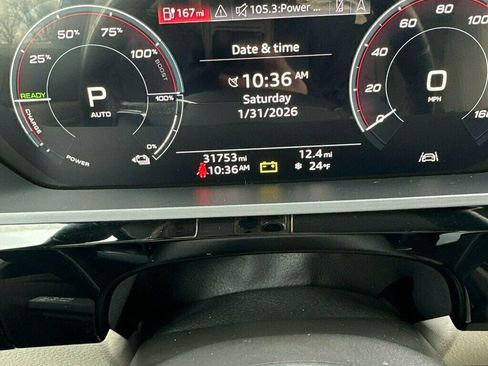 167 mi
105.3:Power ...
50%
75%
25%
100%
BOOST
READY
P
AUTO
100%
CHARGE
POWER
0%
Date & time
10:36 AM
Saturday
1/31/2026
31753 mi
12.4 mi
10:36 AM
24°F
100
80
60
40
20
0
0
MPH
160